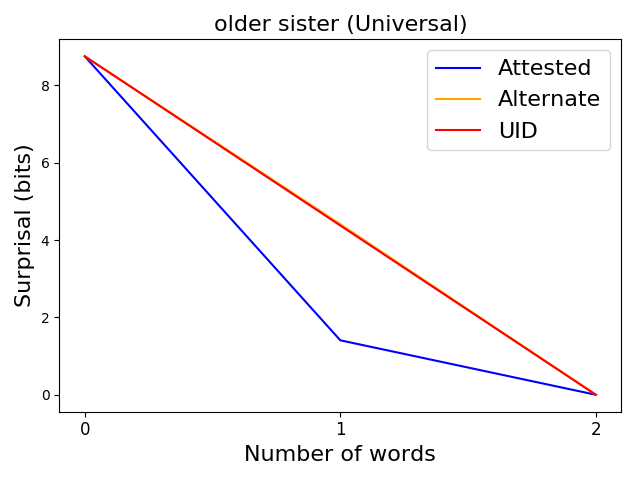 older sister (Universal)
Attested
Alternate
UID
Surprisal (bits)
8
6
4
2
0
0 1 2
Number of words